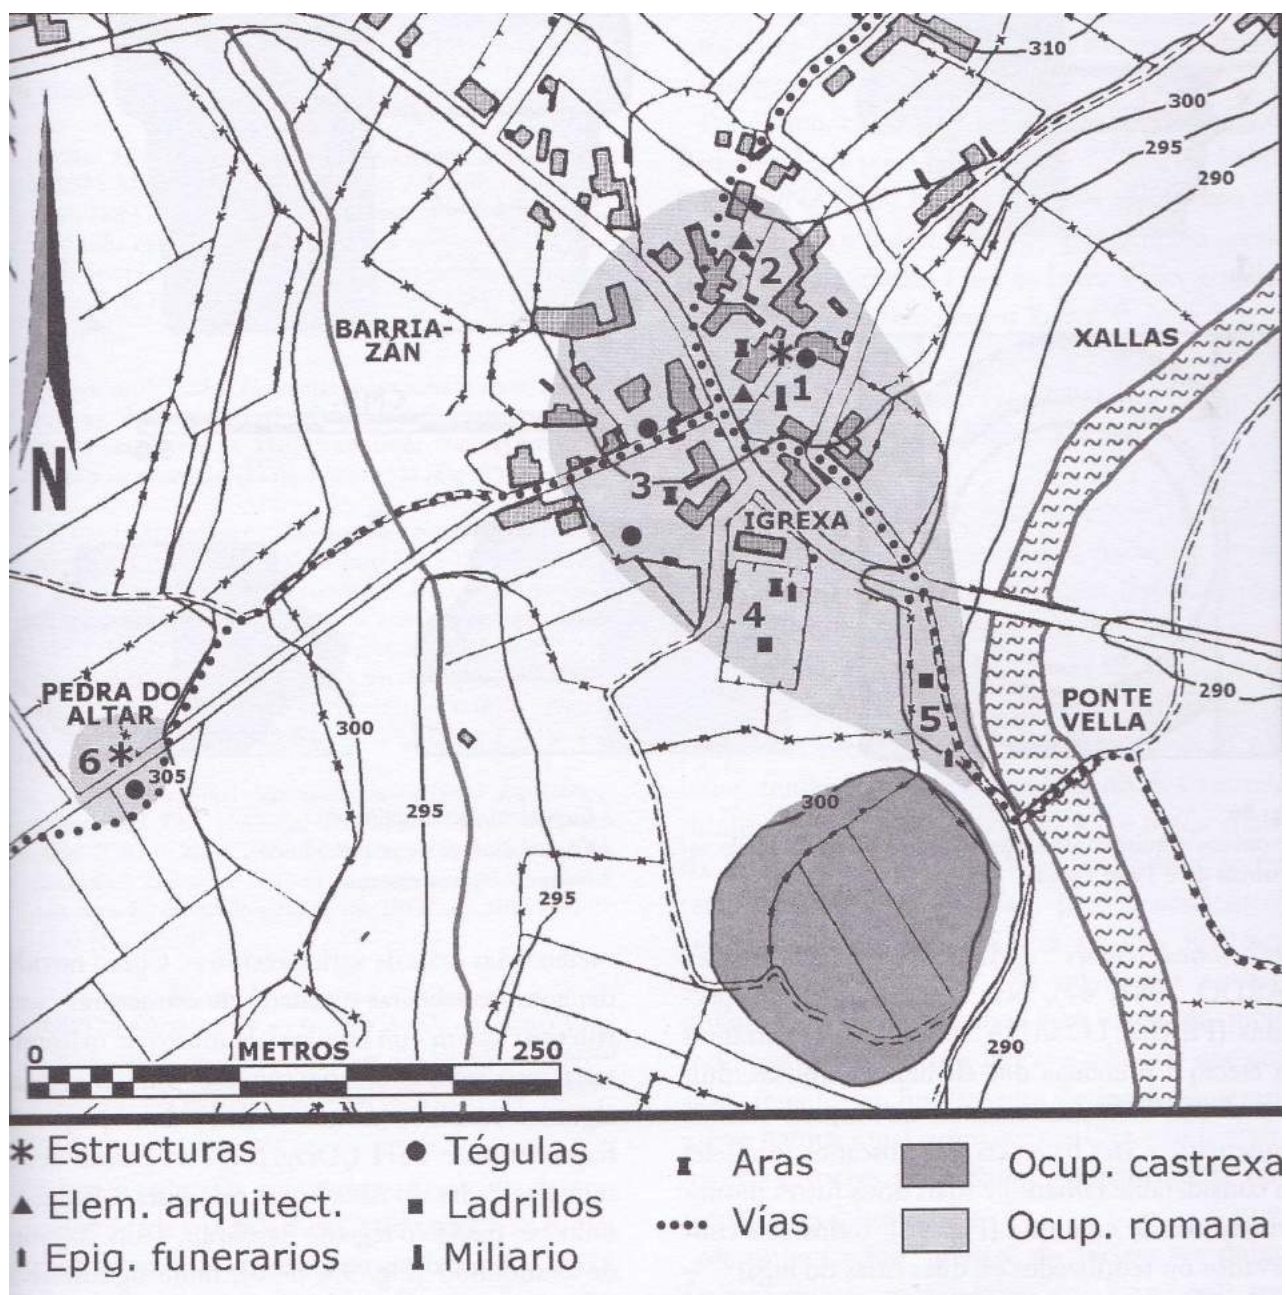 310
300
295
290
2
BARRIA-
ZÁN
XALLAS
1
3
IGREXA
N
4
PEDRA DO
ALTAR
6
305
300
5
PONTE
VELLA
290
300
295
295
290
0 METROS 250
Estructuras
Elem. arquitect.
Epig. funerarios
Tégulas
Ladrillos
Miliario
Aras
Vías
Ocup. castrexa
Ocup. romana